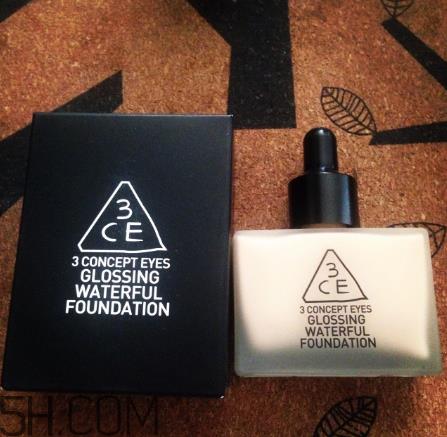 3
CE
3 CONCEPT EYES
GLOSSING
WATERFUL
FOUNDATION
3
CE
3 CONCEPT EYES
GLOSSING
WATERFUL
FOUNDATION
5H.COM